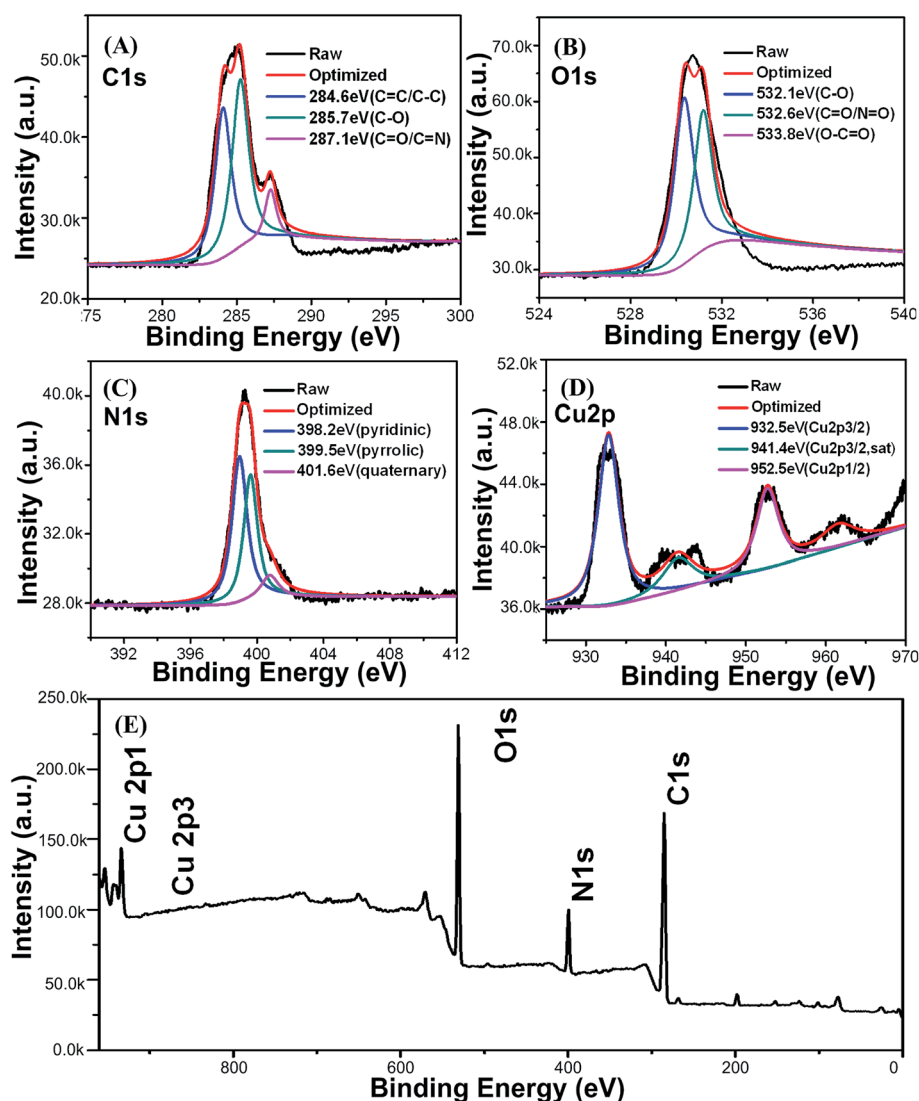 (A)
C1s
Raw
Optimized
284.6eV(C=C/C-C)
285.7eV(C-O)
287.1eV(C=O/C=N)
50.0k
40.0k
30.0k
20.0k
Intensity (a.u.)
75 280 285 290 295 300
Binding Energy (eV)
(B)
O1s
Raw
Optimized
532.1eV(C-O)
532.6eV(C=O/N=O)
533.8eV(O-C=O)
70.0k
60.0k
50.0k
40.0k
30.0k
Intensity (a.u.)
524 528 532 536 540
Binding Energy (eV)
(C)
N1s
Raw
Optimized
398.2eV(pyridinic)
399.5eV(pyrrolic)
401.6eV(quaternary)
40.0k
36.0k
32.0k
28.0k
Intensity (a.u.)
392 396 400 404 408 412
Binding Energy (eV)
(D)
Cu2p
Raw
Optimized
932.5eV(Cu2p3/2)
941.4eV(Cu2p3/2,sat)
952.5eV(Cu2p1/2)
52.0k
48.0k
44.0k
40.0k
36.0k
Intensity (a.u.)
930 940 950 960 970
Binding Energy (eV)
(E)
Cu 2p1
Cu 2p3
O1s
N1s
C1s
250.0k
200.0k
150.0k
100.0k
50.0k
0.0k
Intensity (a.u.)
800 600 400 200 0
Binding Energy (eV)